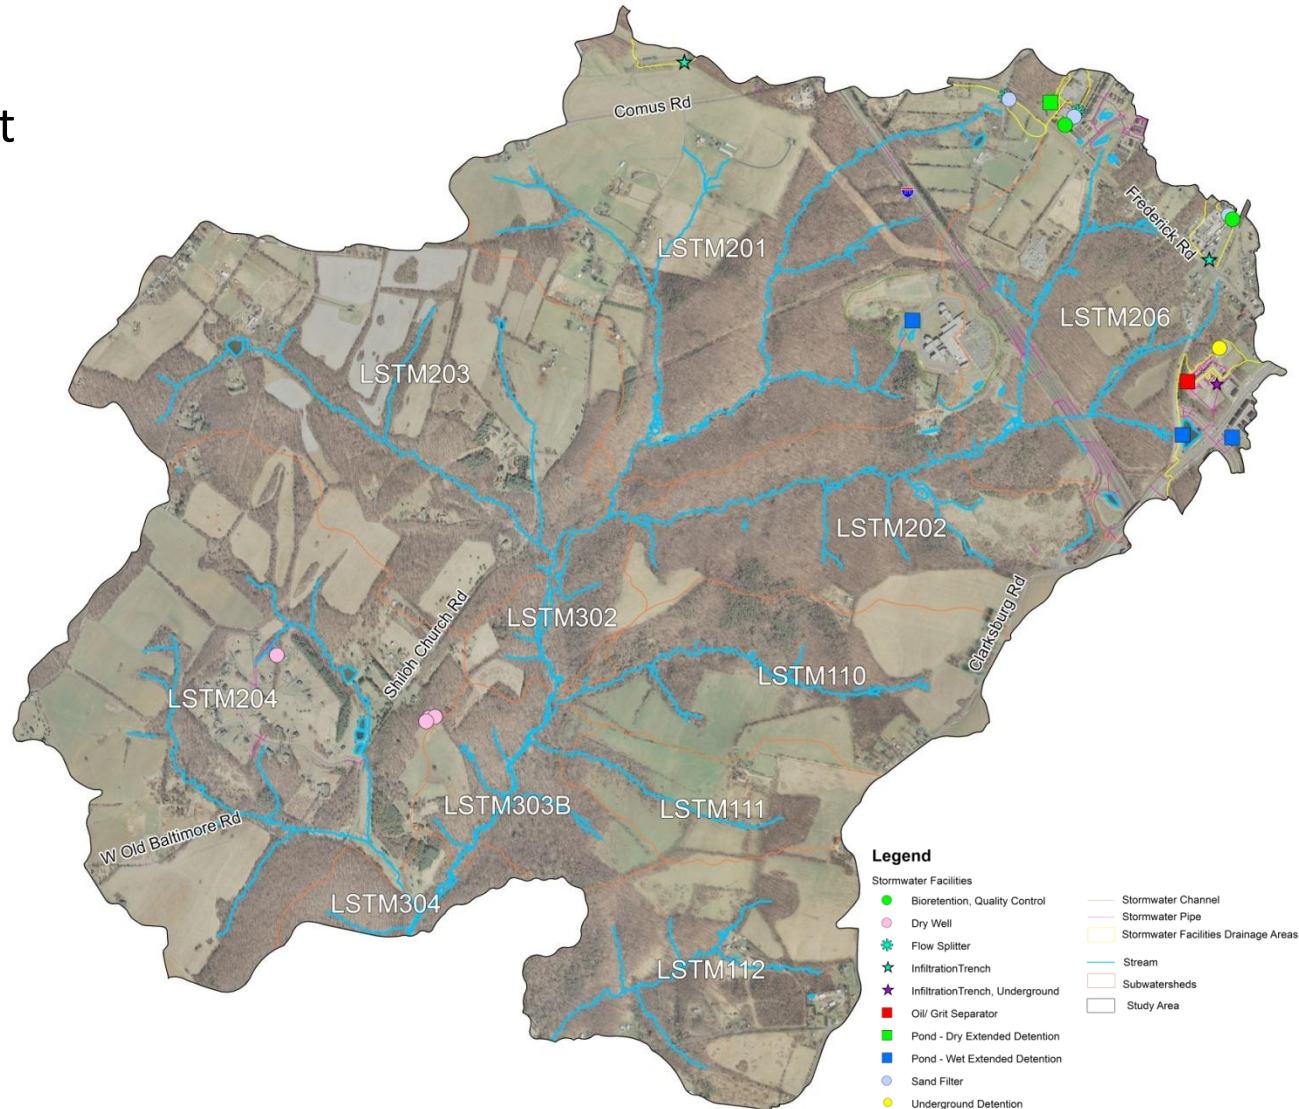 t
Comus Rd
Frederick Rd
LSTM201
LSTM206
LSTM203
LSTM202
Clarksburg Rd
LSTM302
Shiloh Church Rd
LSTM110
LSTM204
LSTM303B
LSTM111
W Old Baltimore Rd
LSTM304
LSTM112
Legend
Stormwater Facilities
Bioretention, Quality Control
Dry Well
Flow Splitter
InfiltrationTrench
InfiltrationTrench, Underground
Oil/ Grit Separator
Pond - Dry Extended Detention
Pond - Wet Extended Detention
Sand Filter
Underground Detention
Stormwater Channel
Stormwater Pipe
Stormwater Facilities Drainage Areas
Stream
Subwatersheds
Study Area